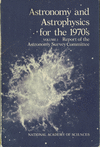 Astronomy and
Astrophysics
for the 1970's
VOLUME 1 Report of the
Astronomy Survey Committee
NATIONAL ACADEMY OF SCIENCES